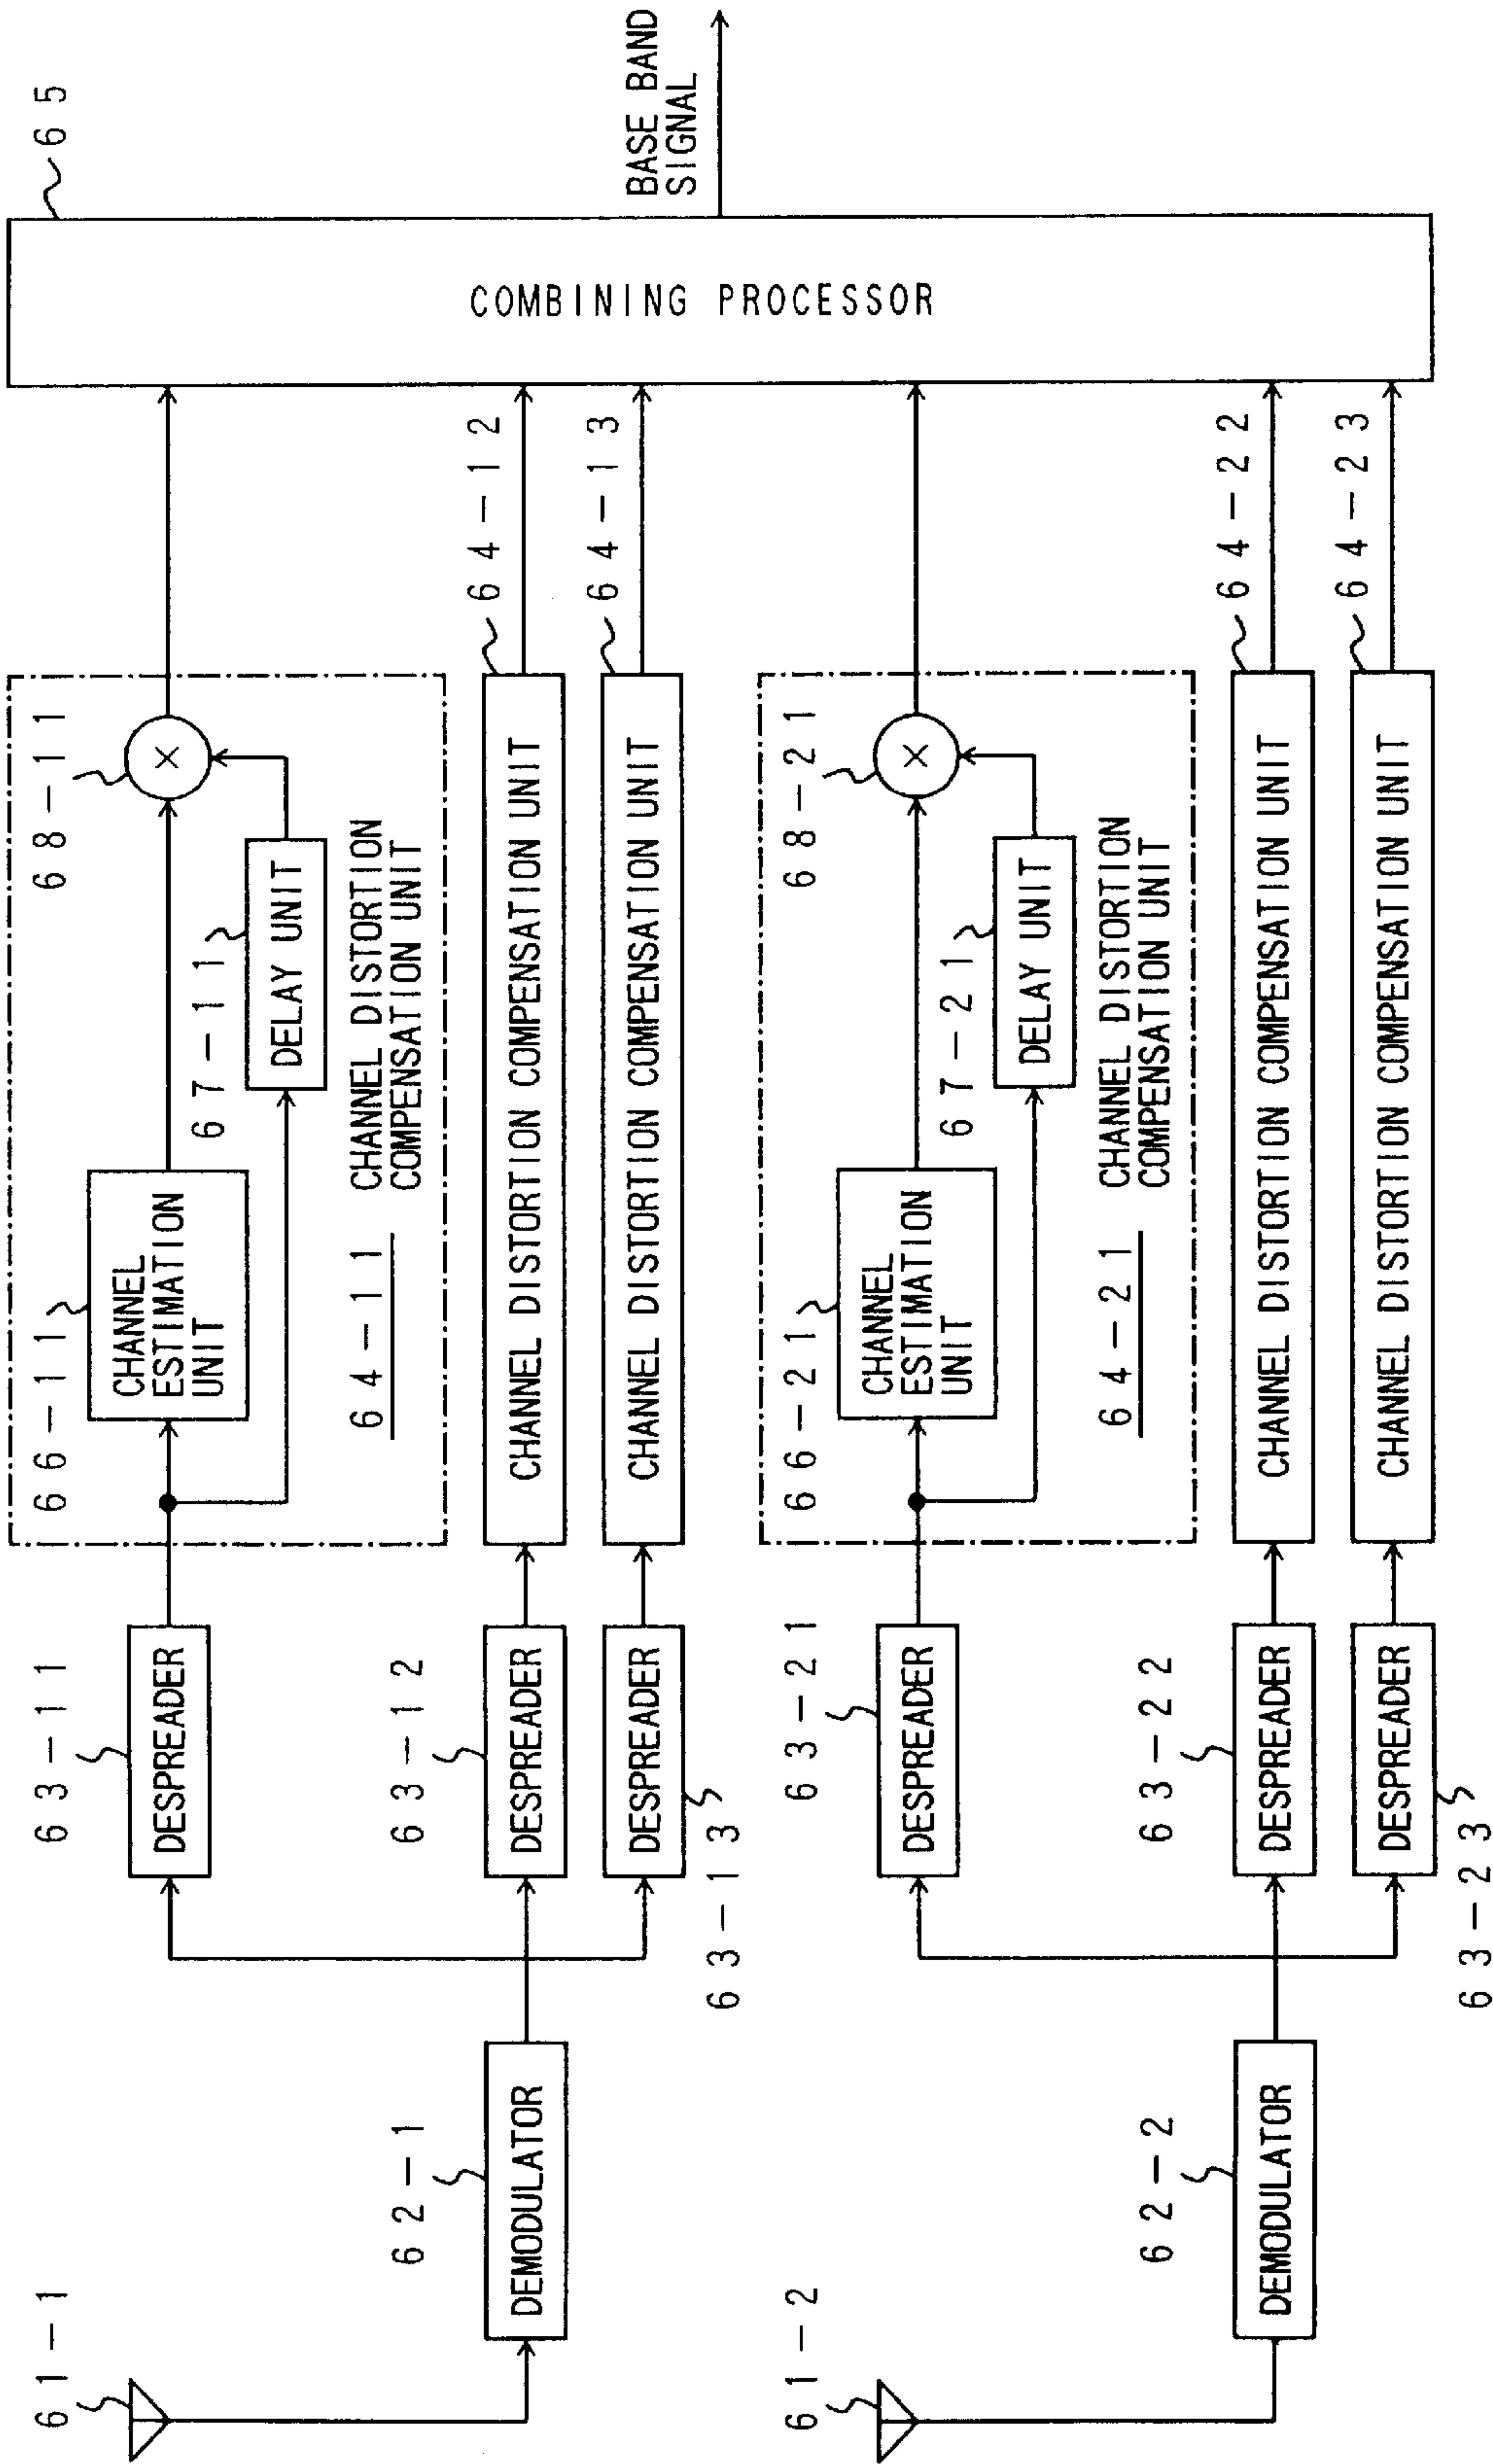 61-1
62-1
DEMODULATOR
63-11
DESPREADER
63-12
DESPREADER
DESPREADER
63-13
66-11
CHANNEL
ESTIMATION
UNIT
67-11
DELAY UNIT
68-11
64-11
CHANNEL DISTORTION
COMPENSATION UNIT
CHANNEL DISTORTION COMPENSATION UNIT
64-12
CHANNEL DISTORTION COMPENSATION UNIT
64-13
61-2
62-2
DEMODULATOR
63-21
DESPREADER
63-22
DESPREADER
DESPREADER
63-23
66-21
CHANNEL
ESTIMATION
UNIT
67-21
DELAY UNIT
68-21
64-21
CHANNEL DISTORTION
COMPENSATION UNIT
CHANNEL DISTORTION COMPENSATION UNIT
64-22
CHANNEL DISTORTION COMPENSATION UNIT
64-23
65
COMBINING PROCESSOR
BASE BAND
SIGNAL